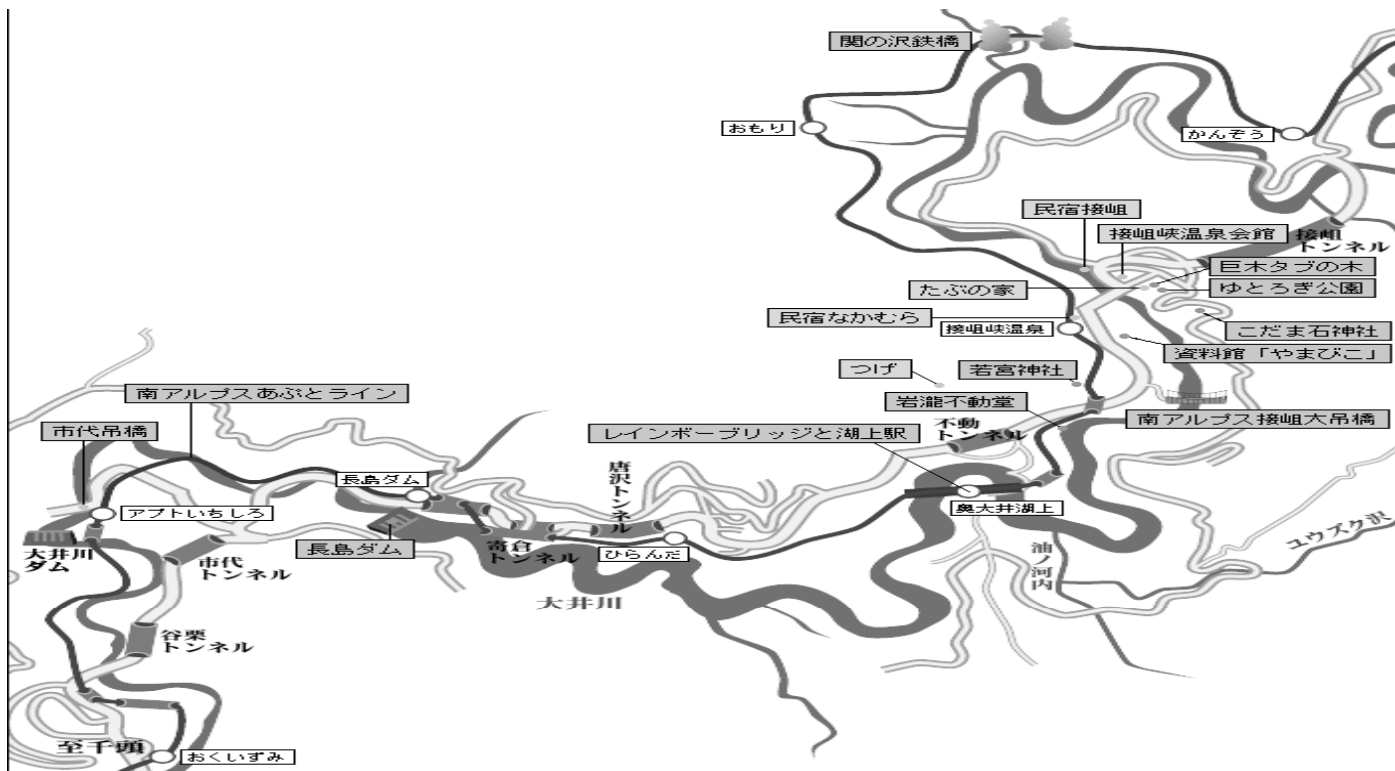 関の沢鉄橋
おもり
かんぞう
民宿接岨
接岨峡温泉会館
接岨
トンネル
巨木タブの木
たぶの家
ゆとろぎ公園
民宿なかむら
接岨峡温泉
こだま石神社
資料館「やまびこ」
つげ
若宮神社
南アルプスあぷとライン
岩瀧不動堂
南アルプス接岨大吊橋
市代吊橋
レインボーブリッジと湖上駅
不動
トンネル
長島ダム
唐沢トンネル
奥大井湖上
アプトいちしろ
長島ダム
寄倉
トンネル
ひらんだ
大井川
ダム
市代
トンネル
油ノ河内
ユウズク沢
大井川
谷栗
トンネル
至千頭
おくいずみ